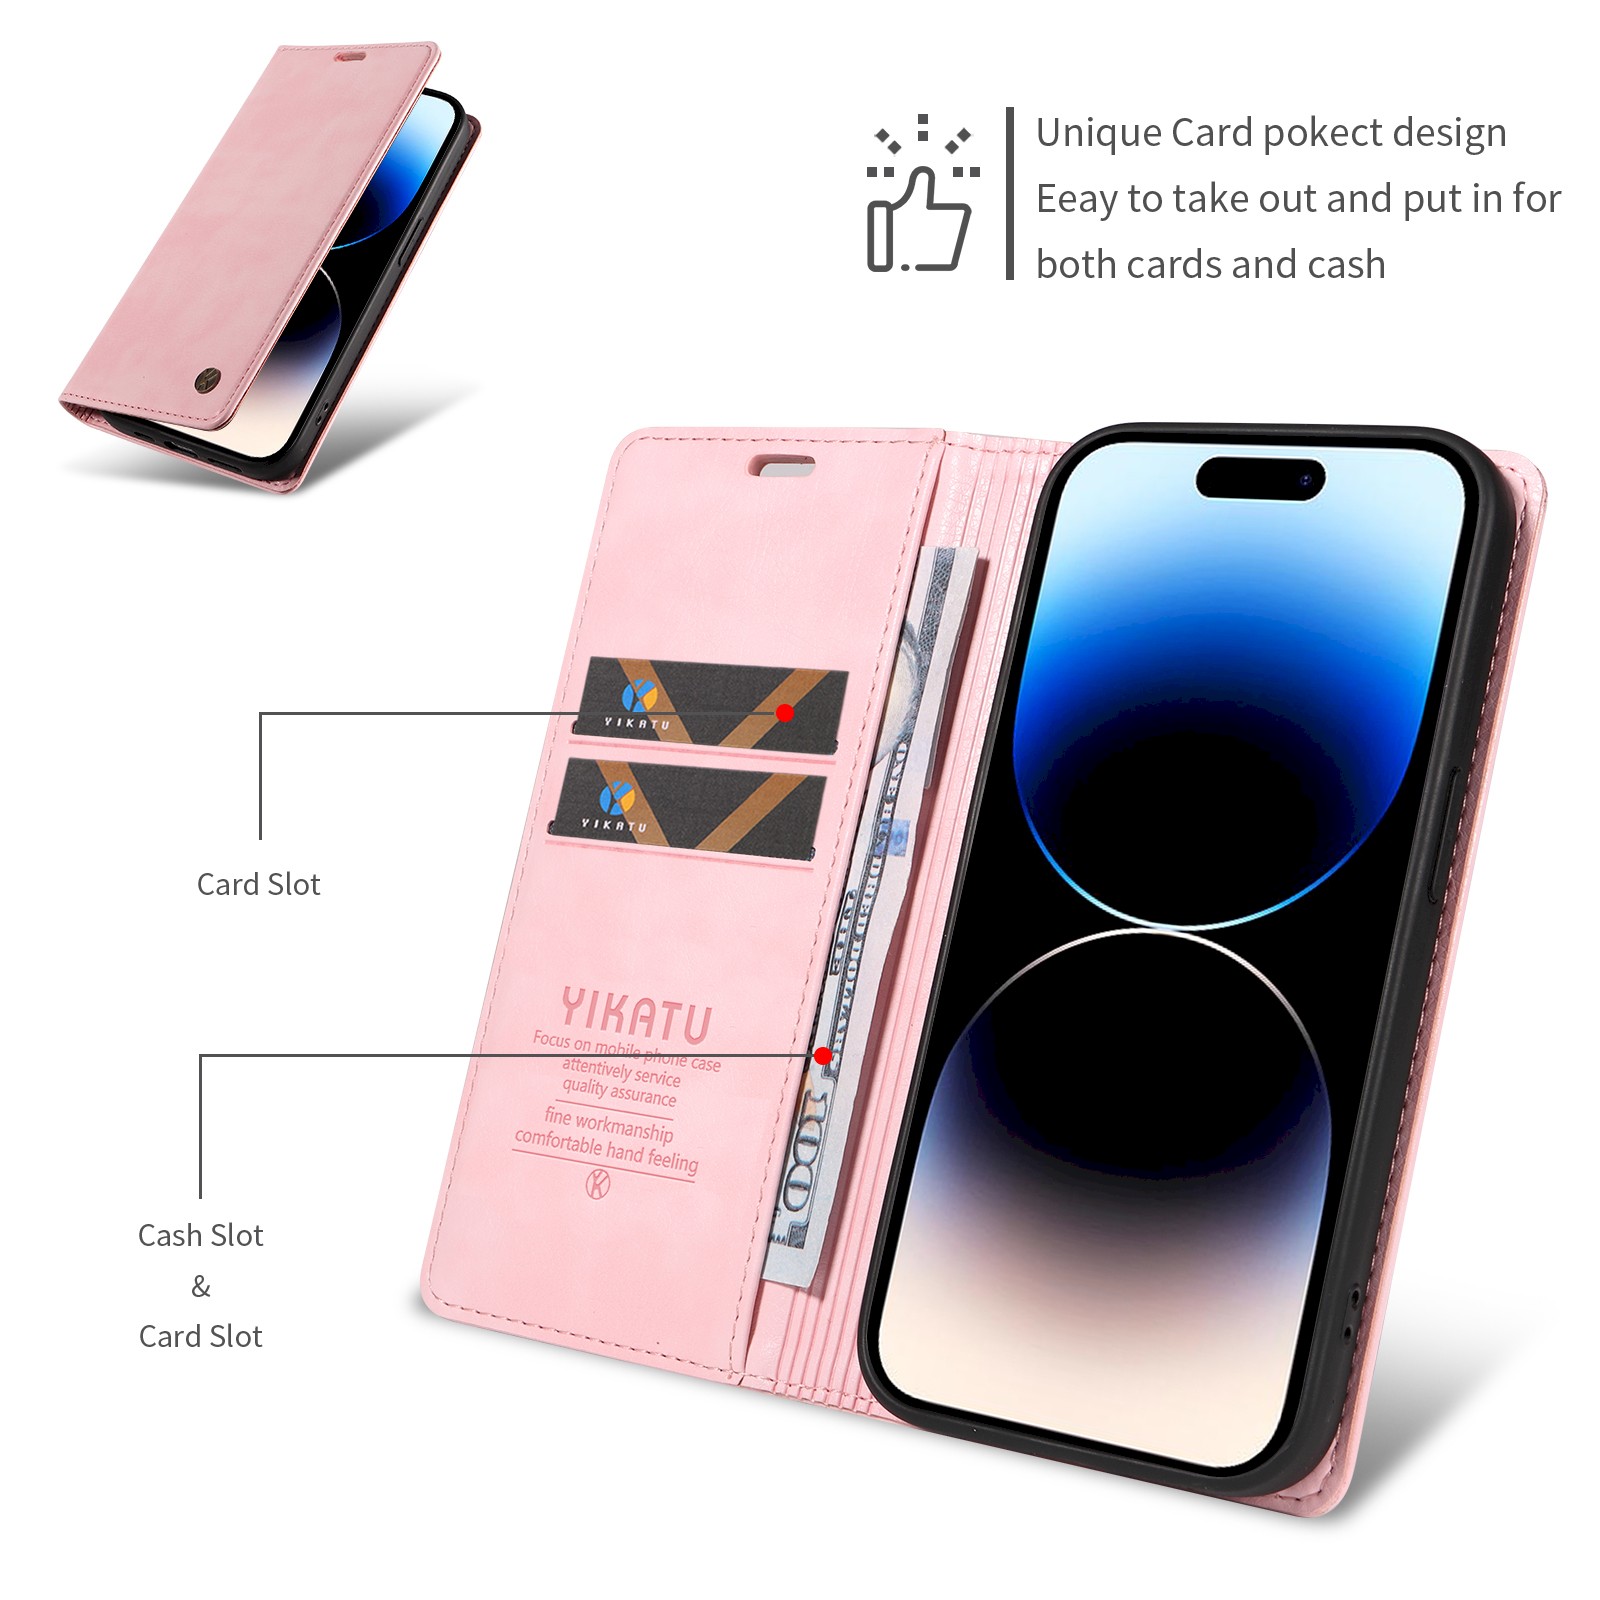 Unique Card pokect design
Eeay to take out and put in for
both cards and cash
YIKATU
YIKATU
Card Slot
YIKATU
Focus on mobile phone case
attentively service
quality assurance
fine workmanship
comfortable hand feeling
100
Cash Slot
&
Card Slot